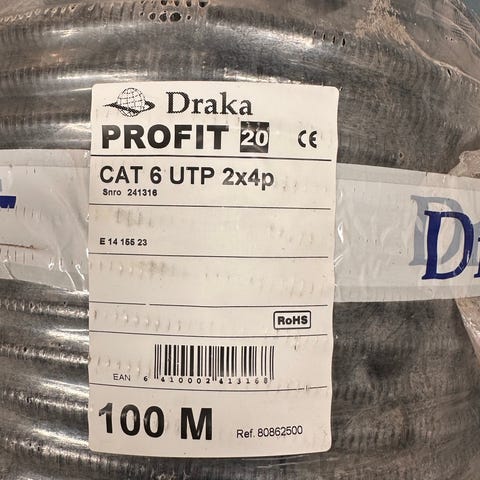 Draka
PROFIT 20 CE
CAT 6 UTP 2x4p
Snro 241316
E 14 155 23
RoHS
EAN 6 410002 413168
100 M
Ref. 80862500